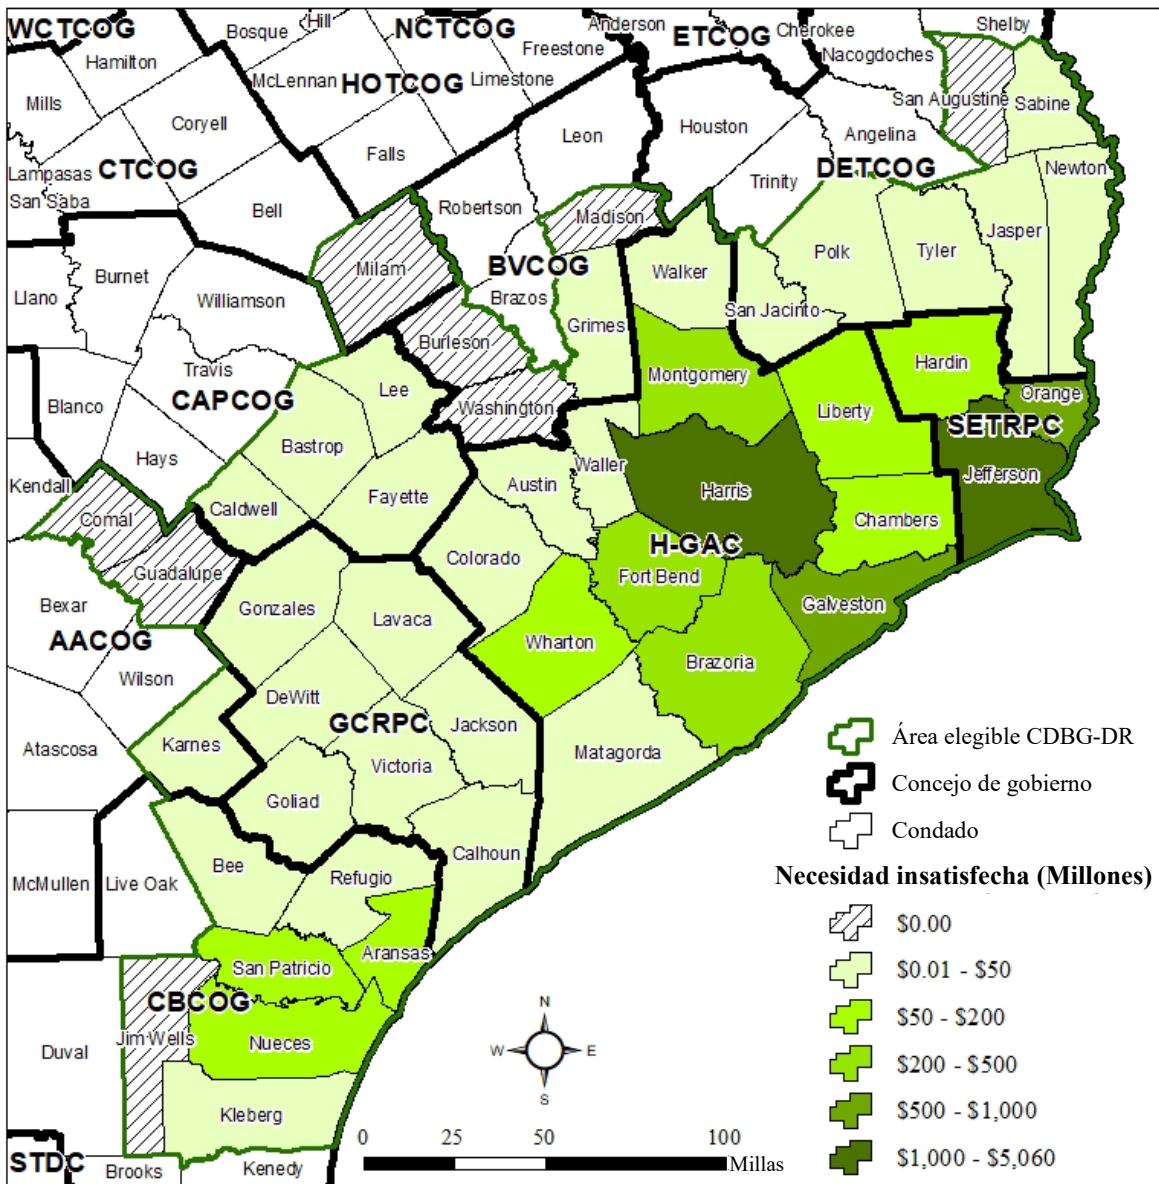 WCTCOG
Bosque
Hill
NCTCOG
Anderson
ETCOG
Cherokee
Shelby
Hamilton
McLennan
HOTCOG
Limestone
Freestone
Nacogdoches
Mills
Coryell
Leon
Houston
San Augustine
Sabine
Angelina
Lampasas
CTCOG
Falls
DETCOG
Newton
San Saba
Bell
Robertson
Madison
Trinity
Jasper
Burnet
Milam
BVCOG
Walker
Polk
Tyler
Llano
Williamson
Brazos
Grimes
San Jacinto
Burleson
Travis
Lee
Montgomery
Hardin
Blanco
CAPCOG
Washington
Liberty
Orange
SETRPC
Hays
Bastrop
Waller
Kendall
Fayette
Austin
Harris
Jefferson
Comal
Caldwell
Chambers
Guadalupe
Colorado
H-GAC
Fort Bend
Bexar
Gonzales
Lavaca
Galveston
AACOG
Wharton
Brazoria
Wilson
DeWitt
Atascosa
Karnes
GCRPC
Jackson
Matagorda
Victoria
Goliad
Calhoun
McMullen
Live Oak
Bee
Refugio
San Patricio
Aransas
CBCOG
Duval
Jim Wells
Nueces
Kleberg
STDC
Brooks
Kenedy
Área elegible CDBG-DR
Concejo de gobierno
Condado
Necesidad insatisfecha (Millones)
$0.00
$0.01 - $50
$50 - $200
$200 - $500
$500 - $1,000
$1,000 - $5,060
N
W E
S
0 25 50 100
Millas